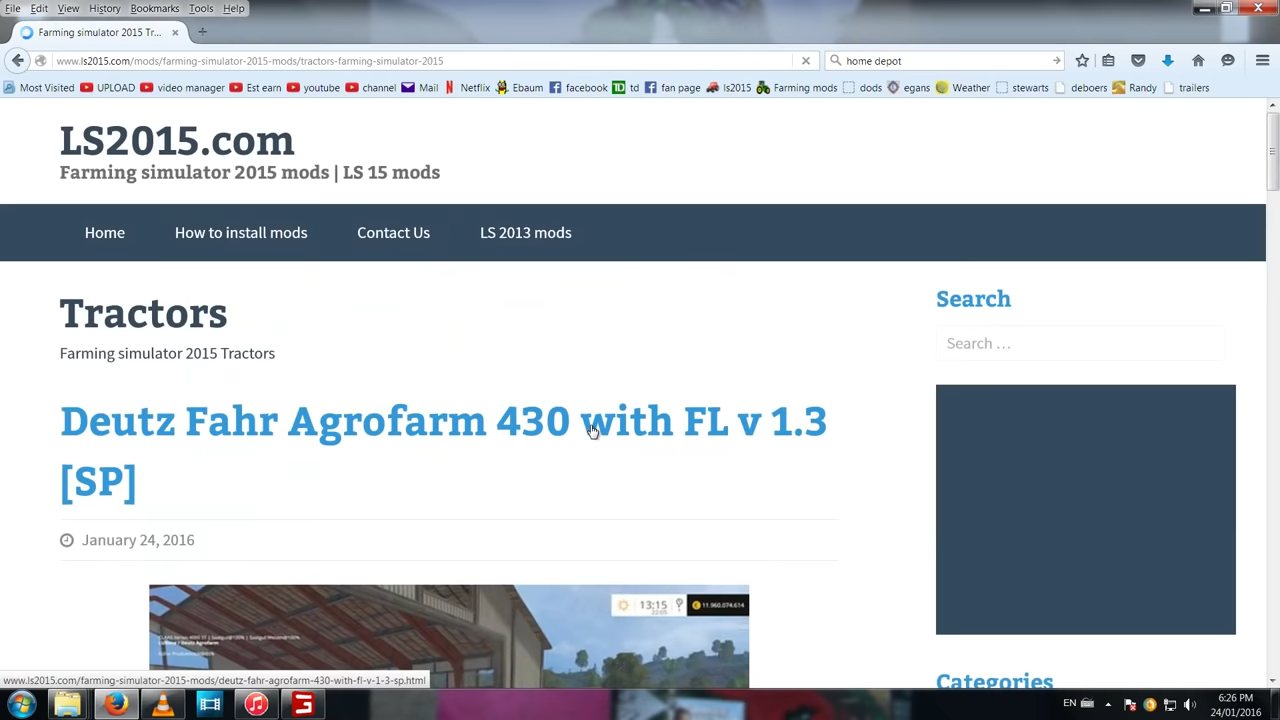 File Edit View History Bookmarks Tools Help
Farming simulator 2015 Tr...
www.ls2015.com/mods/farming-simulator-2015-mods/tractors-farming-simulator-2015
home depot
Most Visited UPLOAD video manager Est earn youtube channel Mail Netflix Ebaum facebook td fan page ls2015 Farming mods dods egans Weather stewarts deboers Randy trailers
LS2015.com
Farming simulator 2015 mods | LS 15 mods
Home How to install mods Contact Us LS 2013 mods
Tractors
Farming simulator 2015 Tractors
Deutz Fahr Agrofarm 430 with FL v 1.3
[SP]
January 24, 2016
13:15
11.960.074.614
Search
Search …
Categories
www.ls2015.com/farming-simulator-2015-mods/deutz-fahr-agrofarm-430-with-fl-v-1-3-sp.html
EN
6:26 PM
24/01/2016